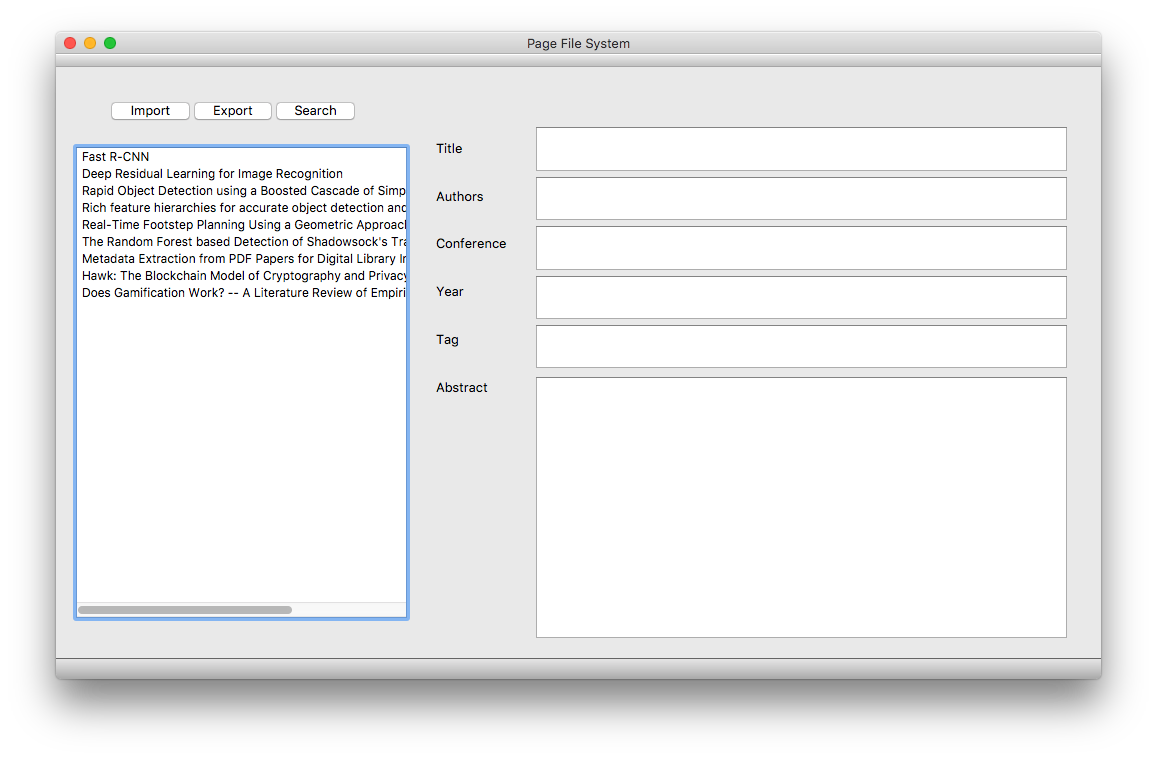 Page File System
Import Export Search
Fast R-CNN
Deep Residual Learning for Image Recognition
Rapid Object Detection using a Boosted Cascade of Simp
Rich feature hierarchies for accurate object detection and
Real-Time Footstep Planning Using a Geometric Approac
The Random Forest based Detection of Shadowsock's Tra
Metadata Extraction from PDF Papers for Digital Library In
Hawk: The Blockchain Model of Cryptography and Privacy
Does Gamification Work? -- A Literature Review of Empiri
Title
Authors
Conference
Year
Tag
Abstract